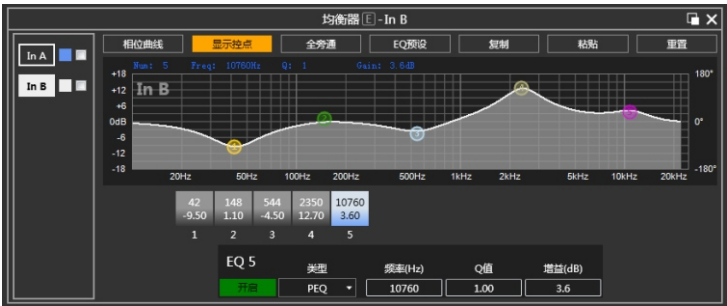 均衡器 E - In B
In A
In B
相位曲线 显示控点 全旁通 EQ预设 复制 粘贴 重置
Num: 5 Freq: 10760Hz Q: 1 Gain: 3.6dB
In B
+18 180°
+12
+6
0dB 0°
-6
-12
-18 -180°
20Hz 50Hz 100Hz 200Hz 500Hz 1kHz 2kHz 5kHz 10kHz 20kHz
42 148 544 2350 10760
-9.50 1.10 -4.50 12.70 3.60
1 2 3 4 5
EQ 5 类型 频率(Hz) Q值 增益(dB)
开启 PEQ 10760 1.00 3.6